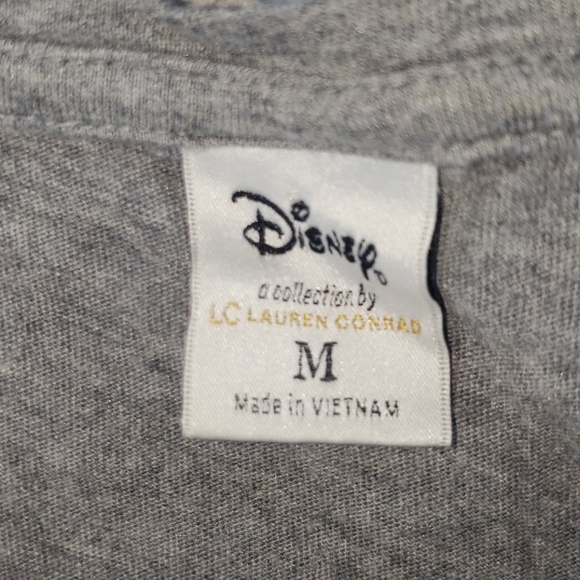 Disney
a collection by
LC LAUREN CONRAD
M
Made in VIETNAM